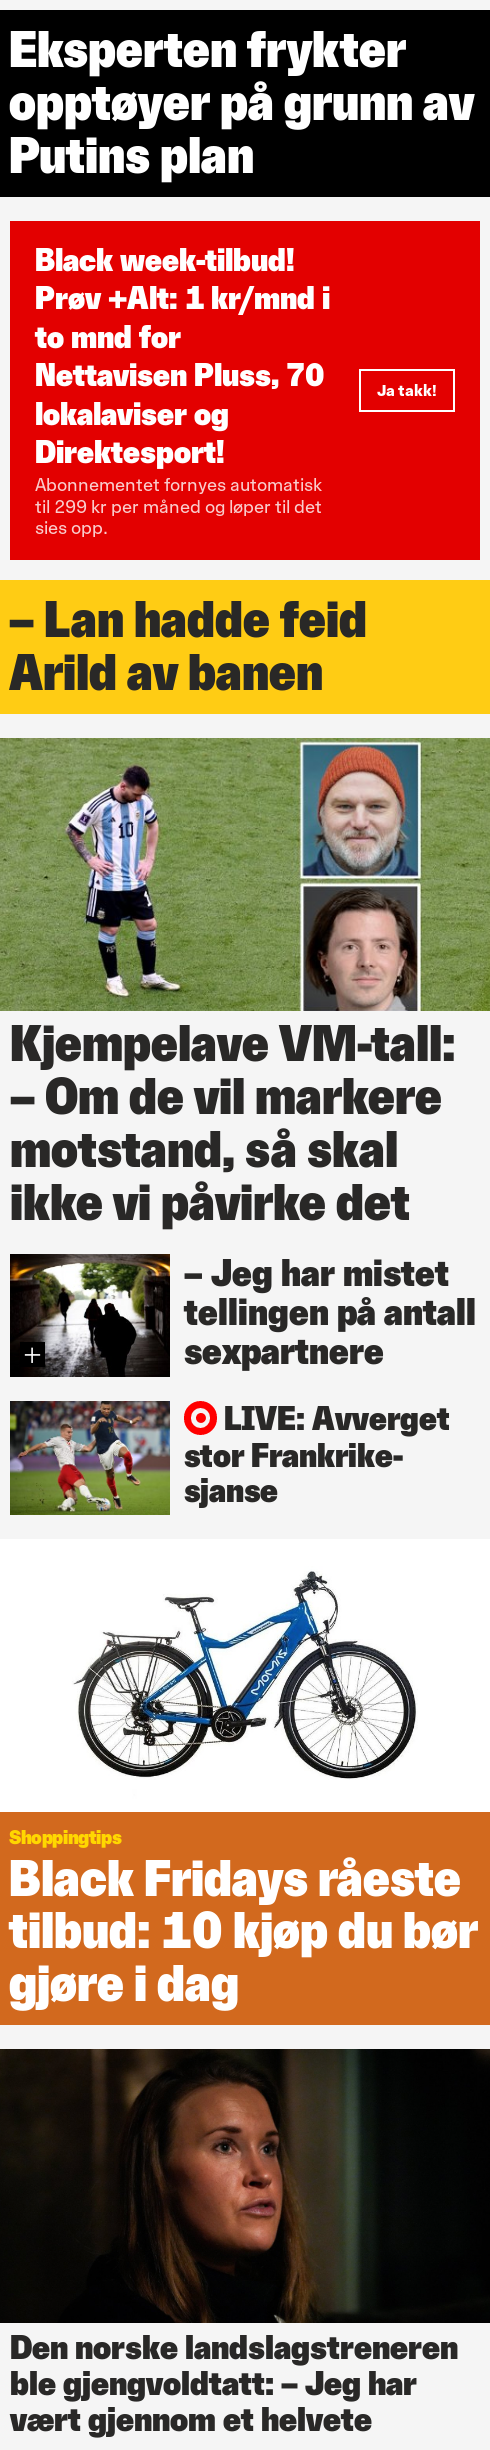 Eksperten frykter
opptøyer på grunn av
Putins plan
Black week-tilbud!
Prøv +Alt: 1 kr/mnd i
to mnd for
Nettavisen Pluss, 70
lokalaviser og
Direktesport!
Abonnementet fornyes automatisk
til 299 kr per måned og løper til det
sies opp.
Ja takk!
– Lan hadde feid
Arild av banen
10
Kjempelave VM-tall:
– Om de vil markere
motstand, så skal
ikke vi påvirke det
– Jeg har mistet
tellingen på antall
sexpartnere
LIVE: Avverget
stor Frankrike-
sjanse
MOMAS
Shoppingtips
Black Fridays råeste
tilbud: 10 kjøp du bør
gjøre i dag
Den norske landslagstreneren
ble gjengvoldtatt: – Jeg har
vært gjennom et helvete